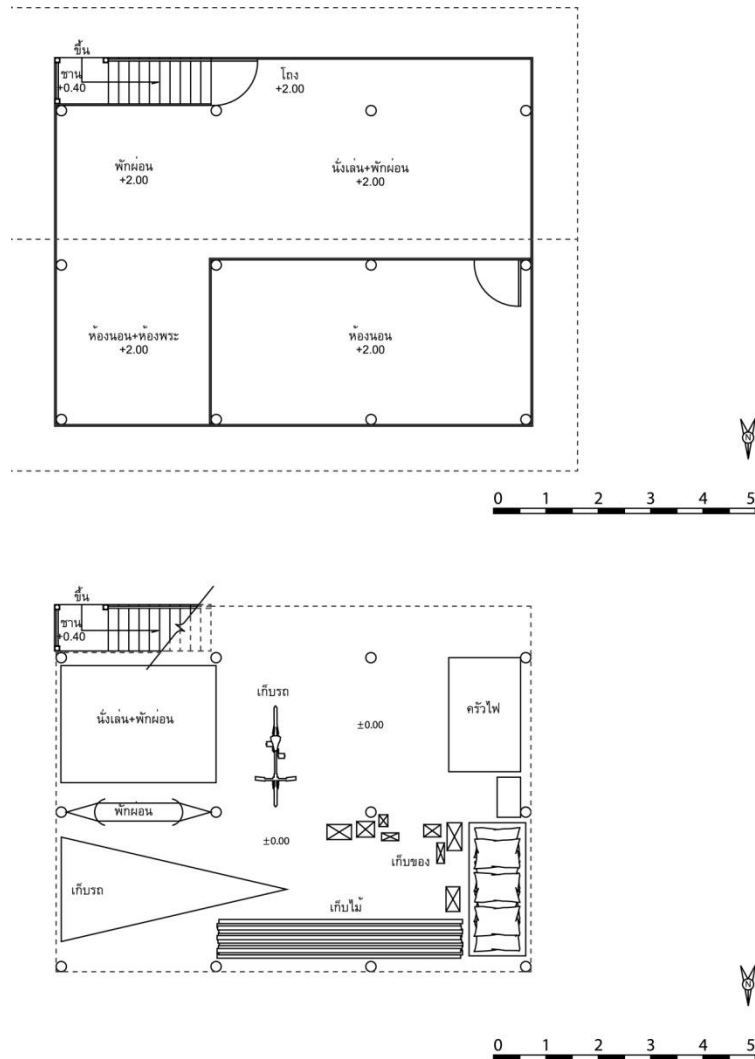 ขึ้น
ชาน
+0.40
โถง
+2.00
พักผ่อน
+2.00
นั่งเล่น+พักผ่อน
+2.00
ห้องนอน+ห้องพระ
+2.00
ห้องนอน
+2.00
N
0 1 2 3 4 5
ขึ้น
ชาน
+0.40
เก็บรถ
นั่งเล่น+พักผ่อน
±0.00
ครัวไฟ
พักผ่อน
±0.00
เก็บของ
เก็บรถ
เก็บไม้
N
0 1 2 3 4 5